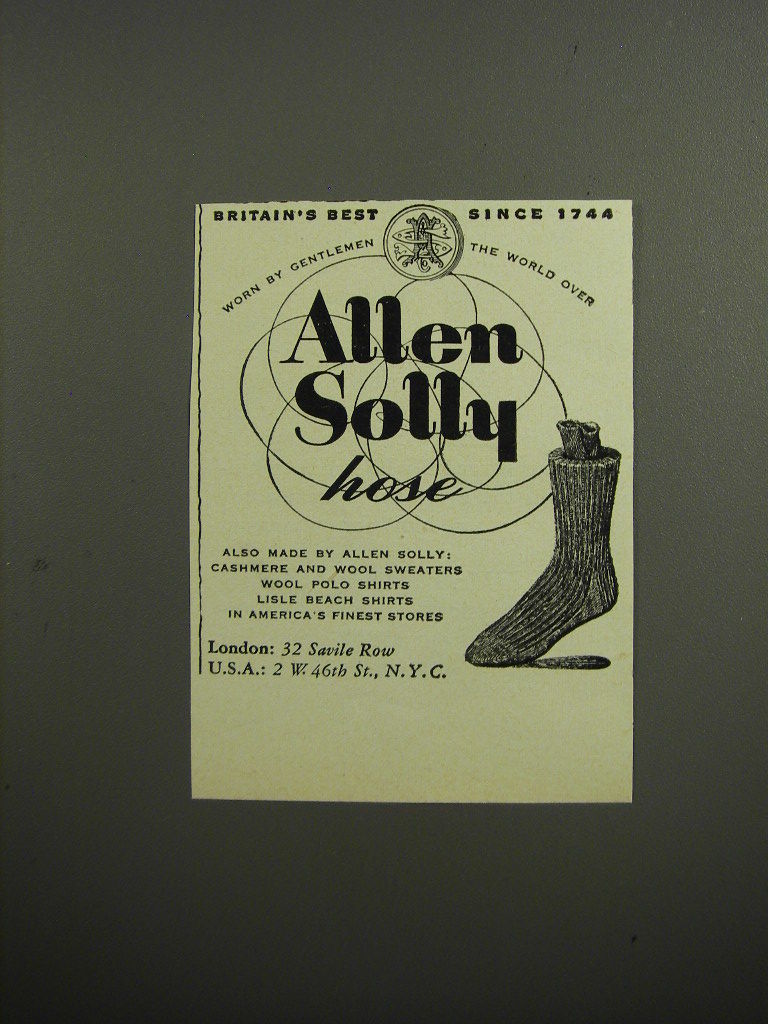 BRITAIN'S BEST SINCE 1744
WORN BY GENTLEMEN THE WORLD OVER
Allen
Solly
hose
ALSO MADE BY ALLEN SOLLY:
CASHMERE AND WOOL SWEATERS
WOOL POLO SHIRTS
LISLE BEACH SHIRTS
IN AMERICA'S FINEST STORES
London: 32 Savile Row
U.S.A.: 2 W. 46th St., N.Y.C.